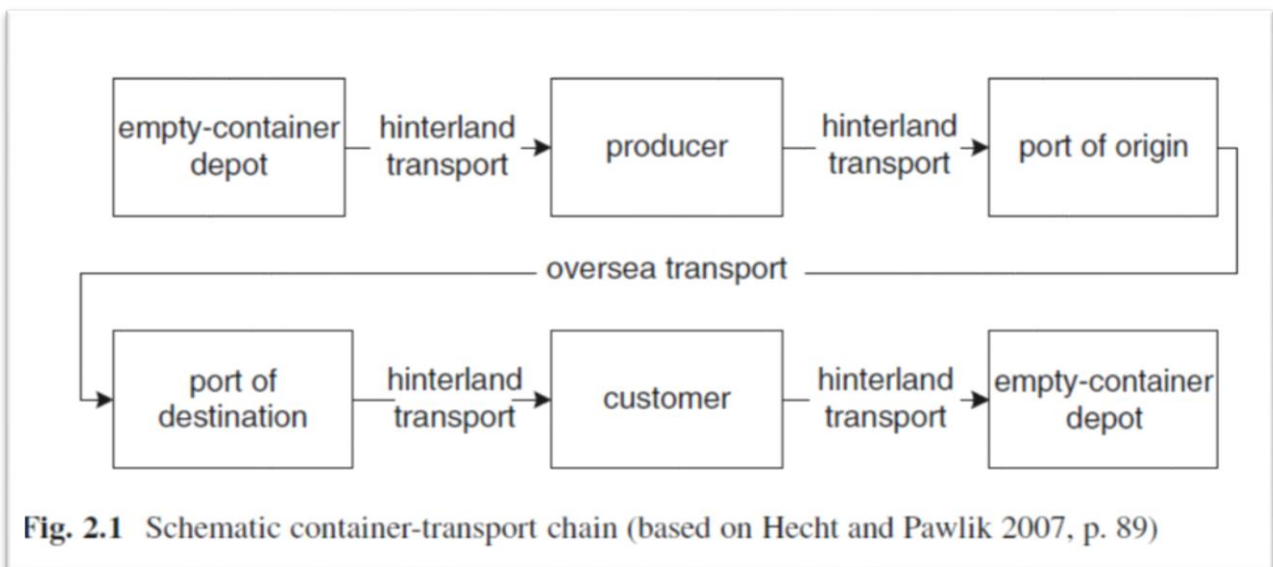 empty-container
depot
hinterland
transport
producer
hinterland
transport
port of origin
oversea transport
port of
destination
hinterland
transport
customer
hinterland
transport
empty-container
depot
Fig. 2.1 Schematic container-transport chain (based on Hecht and Pawlik 2007, p. 89)